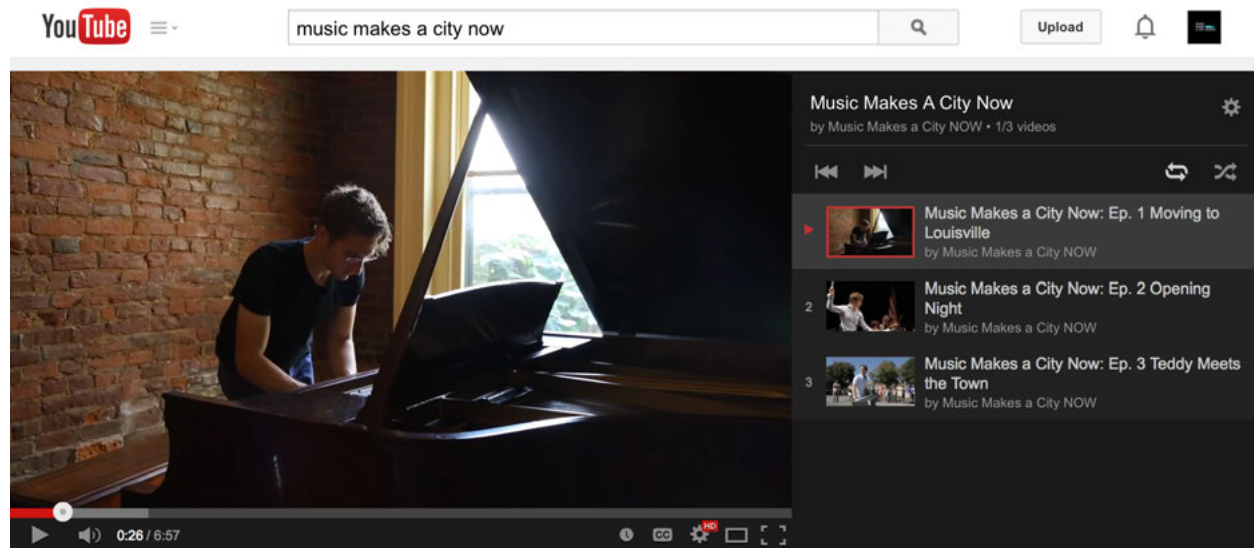 YouTube
music makes a city now
Upload
Music Makes A City Now
by Music Makes a City NOW • 1/3 videos
Music Makes a City Now: Ep. 1 Moving to
Louisville
by Music Makes a City NOW
2
Music Makes a City Now: Ep. 2 Opening
Night
by Music Makes a City NOW
3
Music Makes a City Now: Ep. 3 Teddy Meets
the Town
by Music Makes a City NOW
0:26 / 6:57
CC
HD